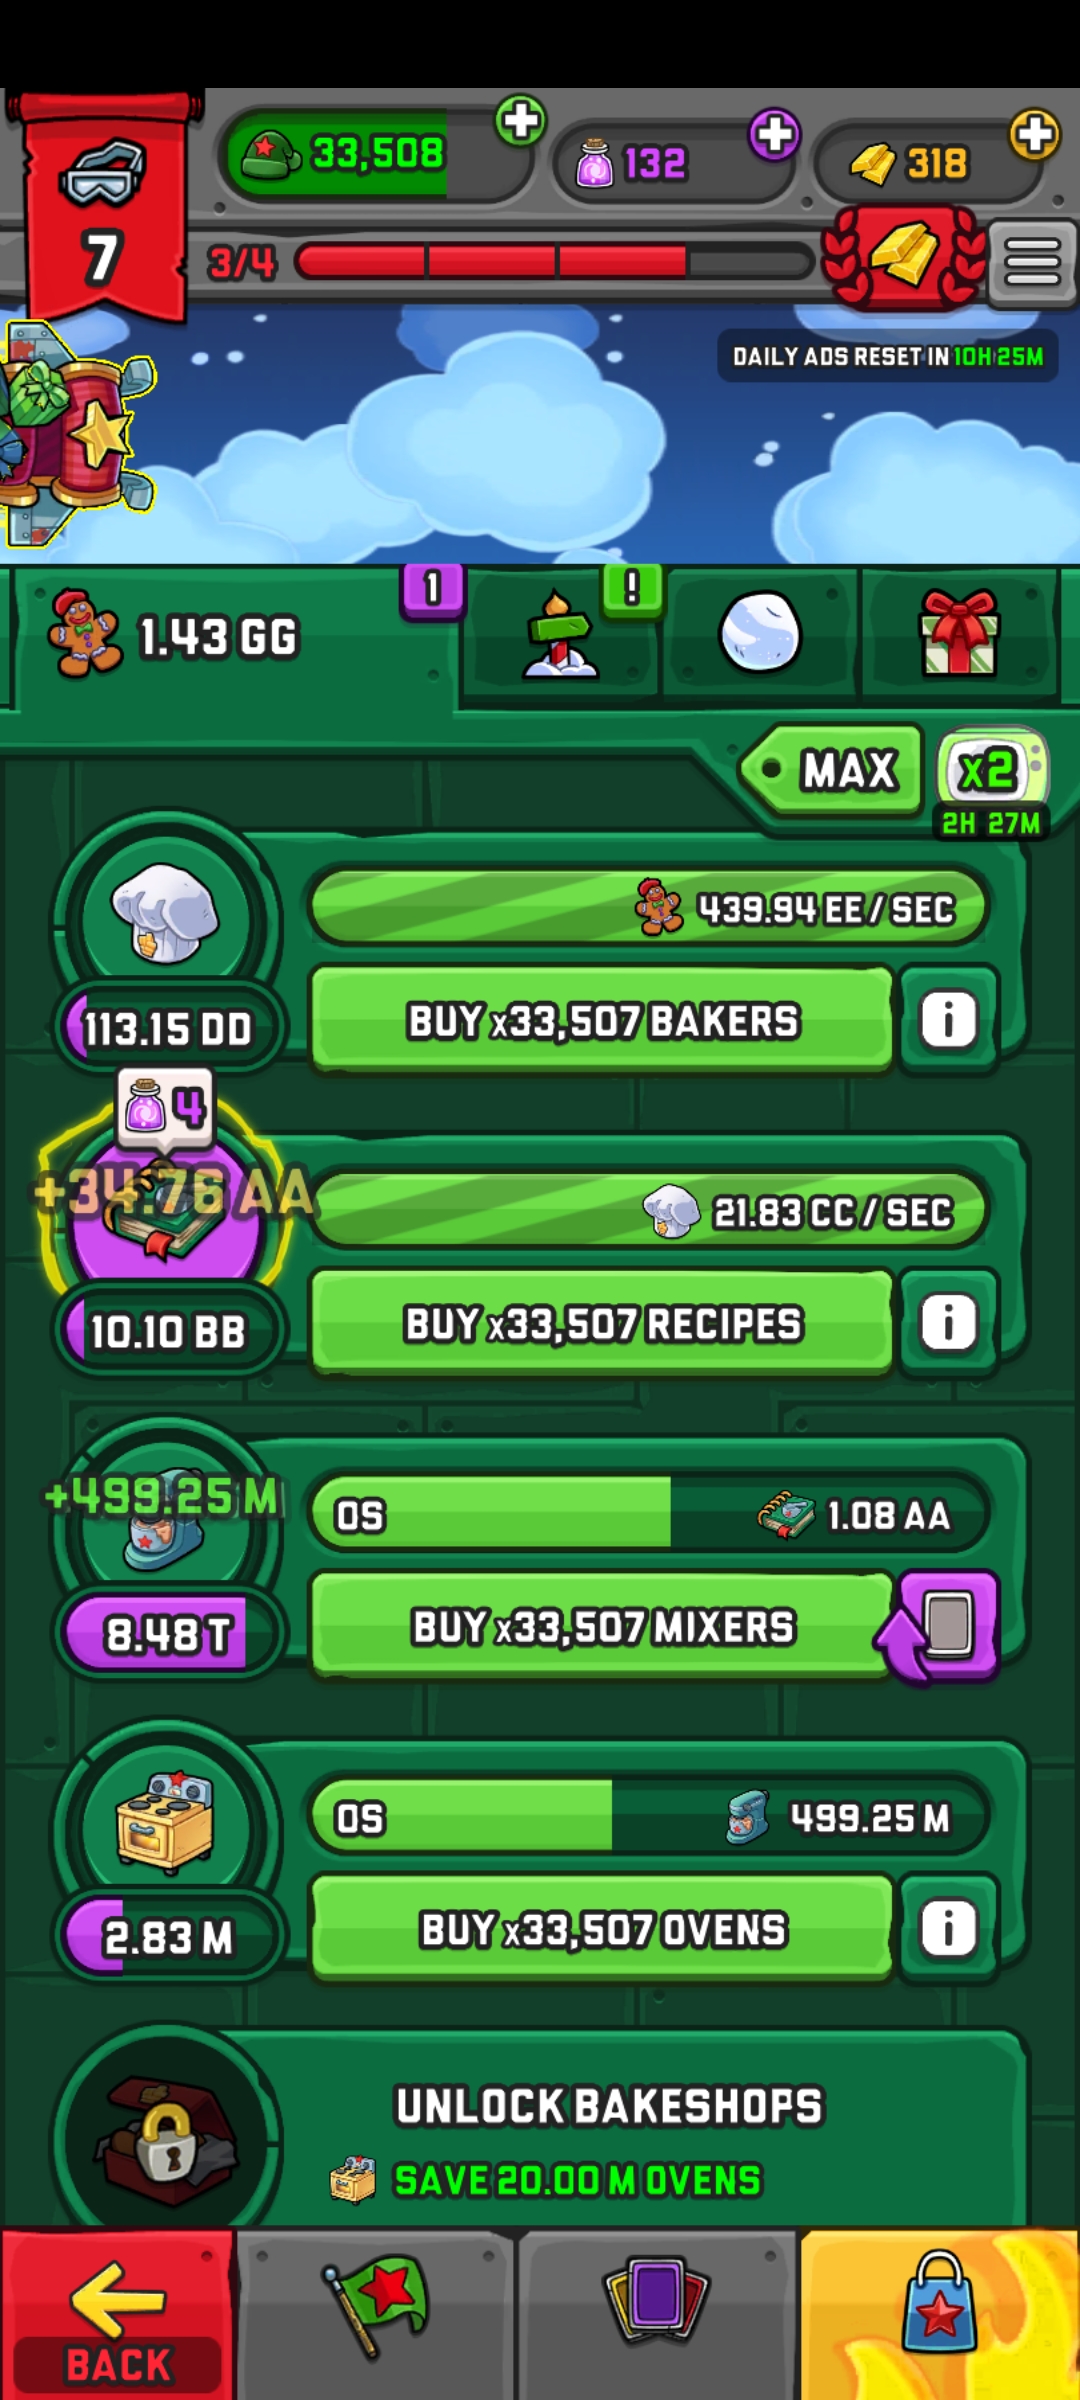 33,508
132
318
7
3/4
DAILY ADS RESET IN 10H 25M
1.43 GG
1
!
MAX
x2
2H 27M
439.94 EE / SEC
113.15 DD
BUY x33,507 BAKERS
i
4
+34.76 AA
21.83 CC / SEC
10.10 BB
BUY x33,507 RECIPES
i
+499.25 M
0S
1.08 AA
8.48 T
BUY x33,507 MIXERS
0S
499.25 M
2.83 M
BUY x33,507 OVENS
i
UNLOCK BAKESHOPS
SAVE 20.00 M OVENS
BACK